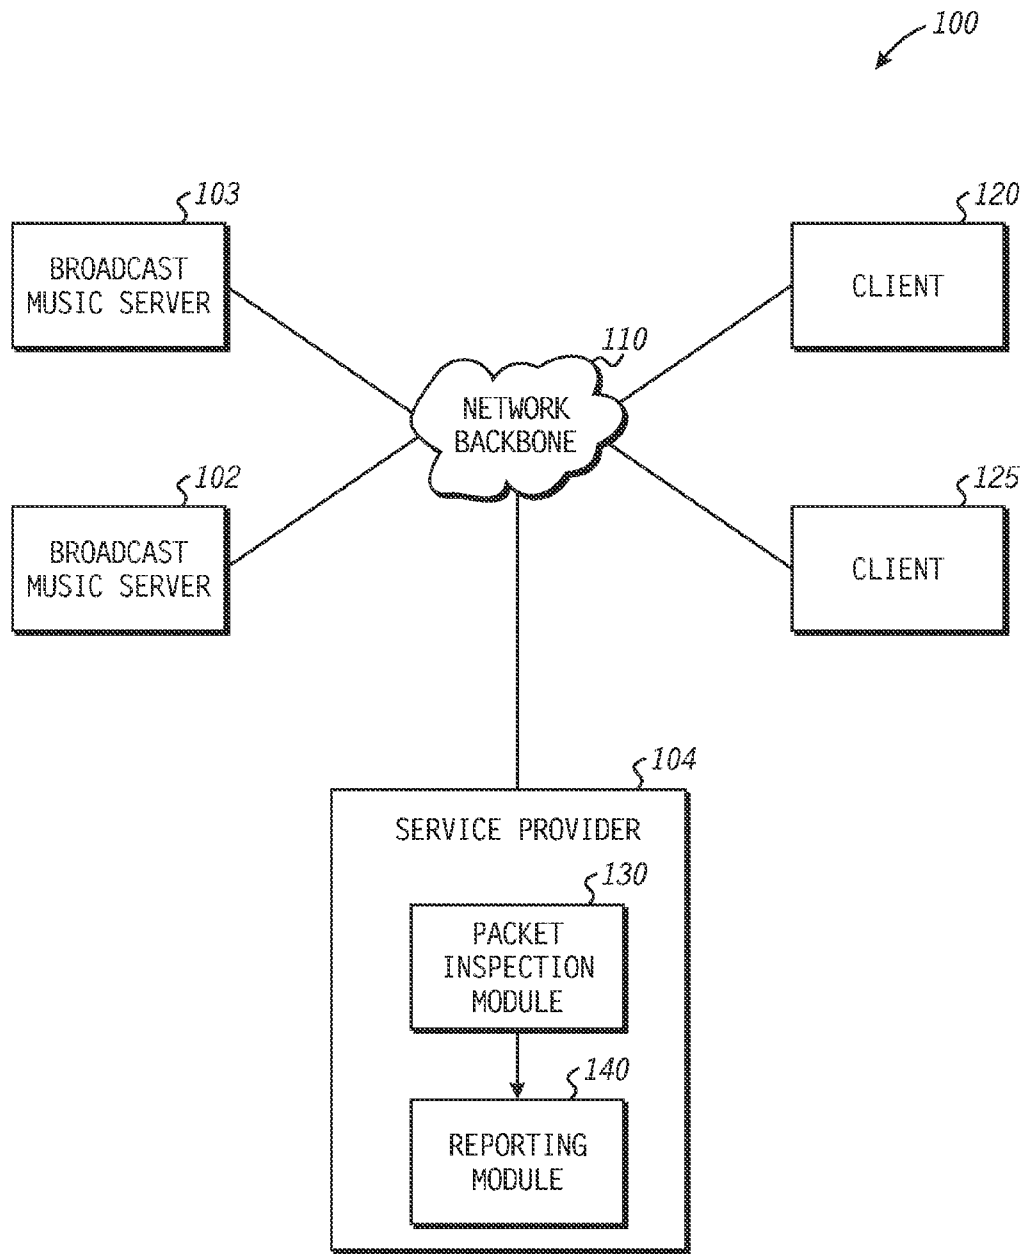 100
103
BROADCAST
MUSIC SERVER
120
CLIENT
110
NETWORK
BACKBONE
102
BROADCAST
MUSIC SERVER
125
CLIENT
104
SERVICE PROVIDER
130
PACKET
INSPECTION
MODULE
140
REPORTING
MODULE